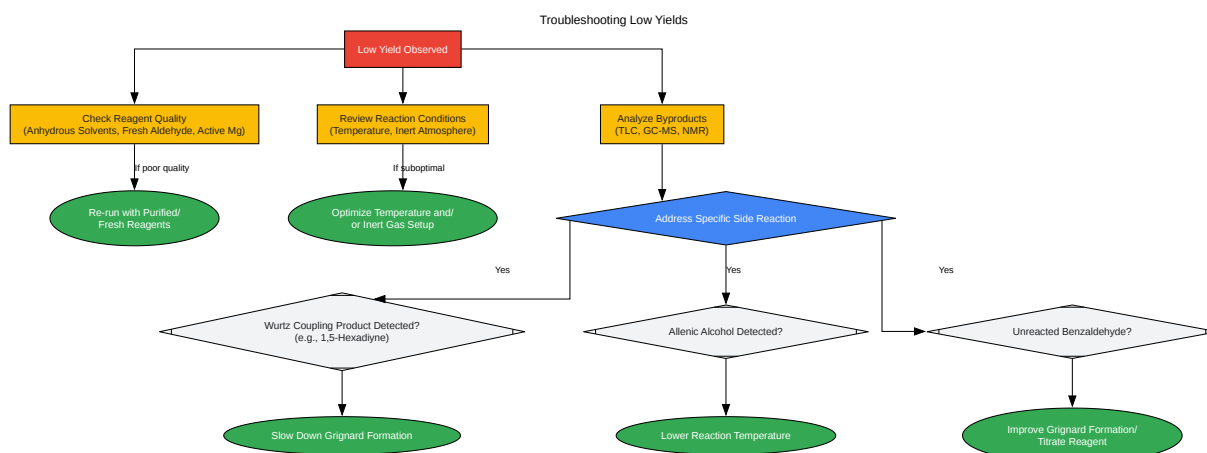 Troubleshooting Low Yields
Low Yield Observed
Check Reagent Quality
(Anhydrous Solvents, Fresh Aldehyde, Active Mg)
Review Reaction Conditions
(Temperature, Inert Atmosphere)
Analyze Byproducts
(TLC, GC-MS, NMR)
If poor quality
If suboptimal
Re-run with Purified/
Fresh Reagents
Optimize Temperature and/
or Inert Gas Setup
Address Specific Side Reaction
Yes
Yes
Yes
Wurtz Coupling Product Detected?
(e.g., 1,5-Hexadiyne)
Allenic Alcohol Detected?
Unreacted Benzaldehyde?
Slow Down Grignard Formation
Lower Reaction Temperature
Improve Grignard Formation/
Titrate Reagent